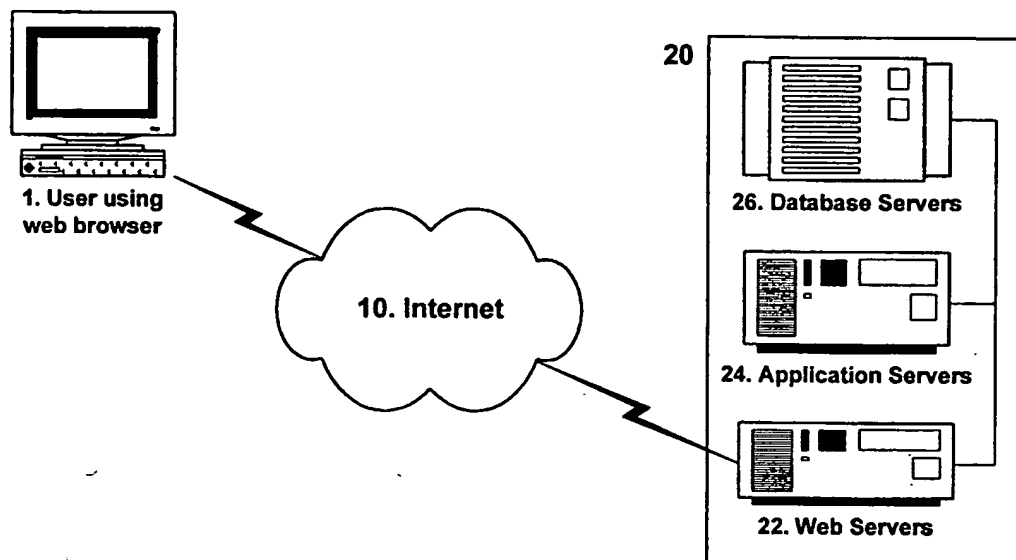 20
1. User using
web browser
26. Database Servers
10. Internet
24. Application Servers
22. Web Servers